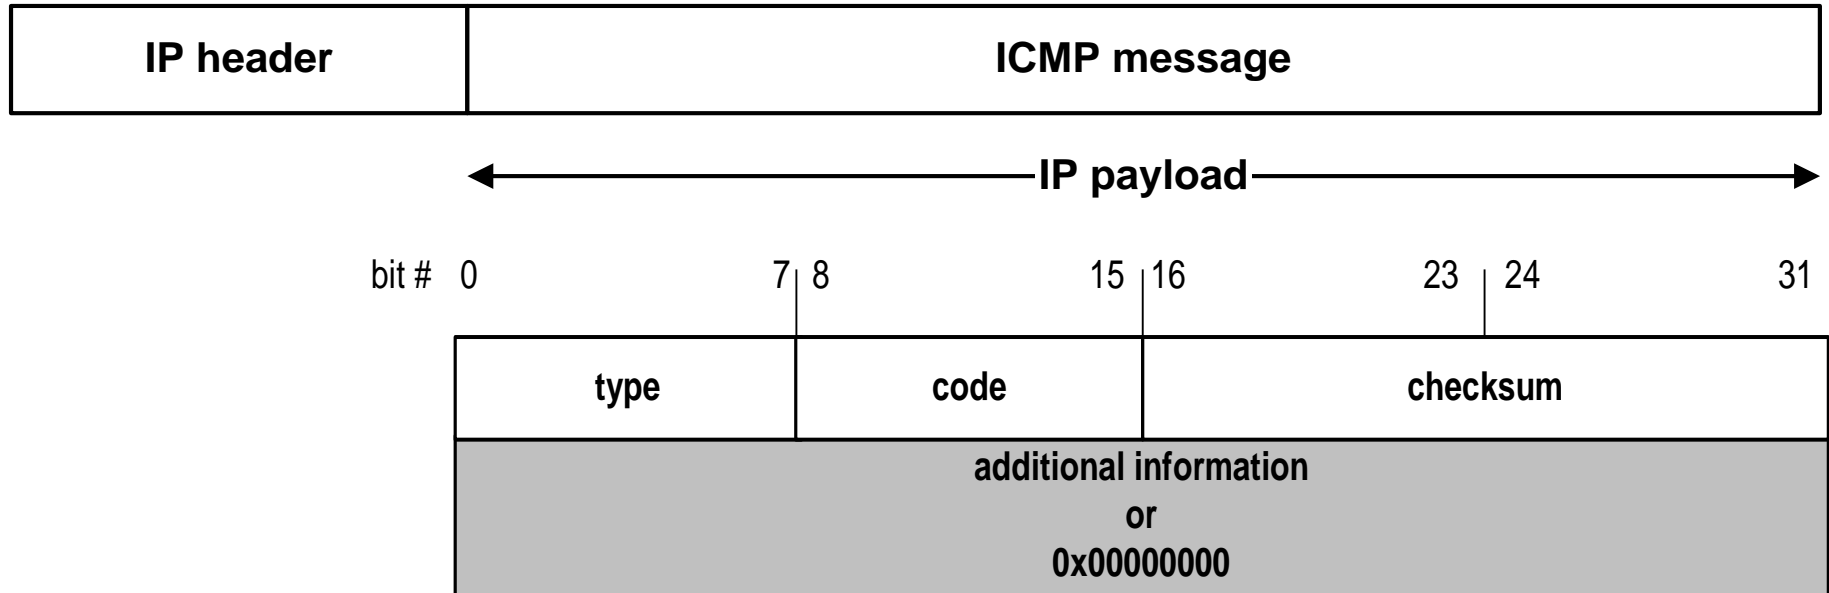 IP header ICMP message
IP payload
bit # 0 7 8 15 16 23 24 31
type code checksum
additional information
or
0x00000000